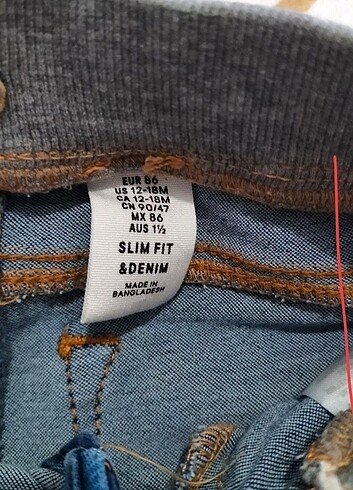 EUR 86
US 12-18M
CA 12-18M
CN 90/47
MX 86
AUS 1½
SLIM FIT
&DENIM
MADE IN
BANGLADESH